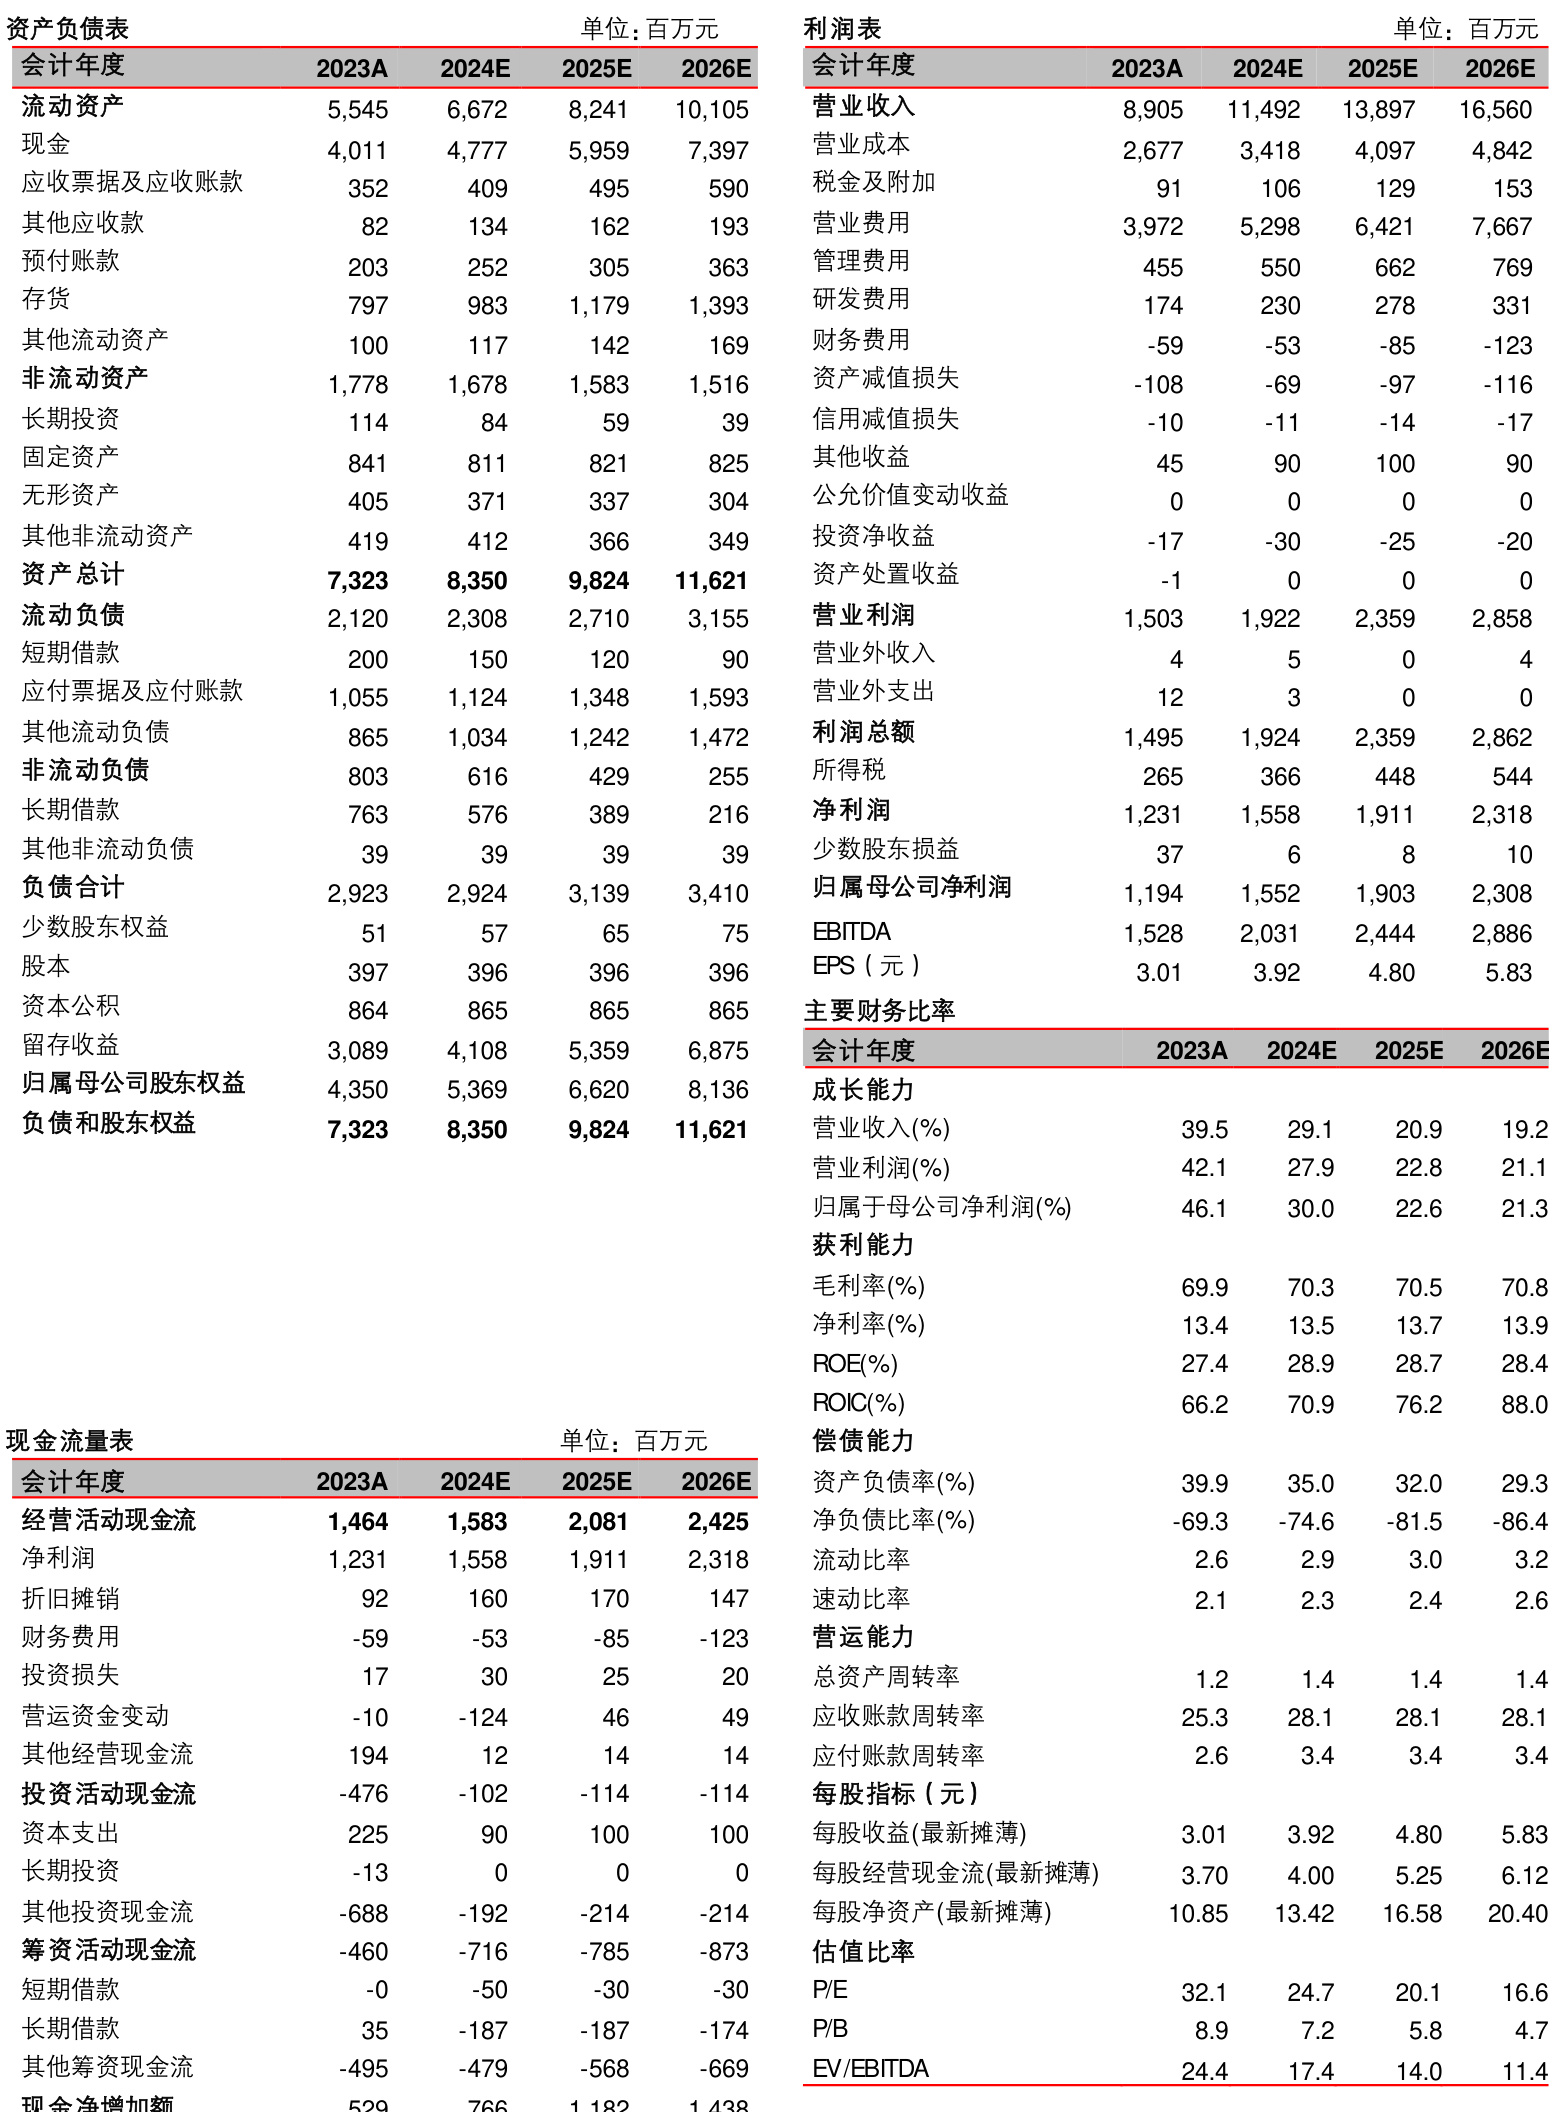 资产负债表 单位：百万元
会计年度 2023A 2024E 2025E 2026E
流动资产 5,545 6,672 8,241 10,105
现金 4,011 4,777 5,959 7,397
应收票据及应收账款 352 409 495 590
其他应收款 82 134 162 193
预付账款 203 252 305 363
存货 797 983 1,179 1,393
其他流动资产 100 117 142 169
非流动资产 1,778 1,678 1,583 1,516
长期投资 114 84 59 39
固定资产 841 811 821 825
无形资产 405 371 337 304
其他非流动资产 419 412 366 349
资产总计 7,323 8,350 9,824 11,621
流动负债 2,120 2,308 2,710 3,155
短期借款 200 150 120 90
应付票据及应付账款 1,055 1,124 1,348 1,593
其他流动负债 865 1,034 1,242 1,472
非流动负债 803 616 429 255
长期借款 763 576 389 216
其他非流动负债 39 39 39 39
负债合计 2,923 2,924 3,139 3,410
少数股东权益 51 57 65 75
股本 397 396 396 396
资本公积 864 865 865 865
留存收益 3,089 4,108 5,359 6,875
归属母公司股东权益 4,350 5,369 6,620 8,136
负债和股东权益 7,323 8,350 9,824 11,621
现金流量表 单位：百万元
会计年度 2023A 2024E 2025E 2026E
经营活动现金流 1,464 1,583 2,081 2,425
净利润 1,231 1,558 1,911 2,318
折旧摊销 92 160 170 147
财务费用 -59 -53 -85 -123
投资损失 17 30 25 20
营运资金变动 -10 -124 46 49
其他经营现金流 194 12 14 14
投资活动现金流 -476 -102 -114 -114
资本支出 225 90 100 100
长期投资 -13 0 0 0
其他投资现金流 -688 -192 -214 -214
筹资活动现金流 -460 -716 -785 -873
短期借款 -0 -50 -30 -30
长期借款 35 -187 -187 -174
其他筹资现金流 -495 -479 -568 -669
现金净增加额 529 766 1,182 1,438
利润表 单位：百万元
会计年度 2023A 2024E 2025E 2026E
营业收入 8,905 11,492 13,897 16,560
营业成本 2,677 3,418 4,097 4,842
税金及附加 91 106 129 153
营业费用 3,972 5,298 6,421 7,667
管理费用 455 550 662 769
研发费用 174 230 278 331
财务费用 -59 -53 -85 -123
资产减值损失 -108 -69 -97 -116
信用减值损失 -10 -11 -14 -17
其他收益 45 90 100 90
公允价值变动收益 0 0 0 0
投资净收益 -17 -30 -25 -20
资产处置收益 -1 0 0 0
营业利润 1,503 1,922 2,359 2,858
营业外收入 4 5 0 4
营业外支出 12 3 0 0
利润总额 1,495 1,924 2,359 2,862
所得税 265 366 448 544
净利润 1,231 1,558 1,911 2,318
少数股东损益 37 6 8 10
归属母公司净利润 1,194 1,552 1,903 2,308
EBITDA 1,528 2,031 2,444 2,886
EPS（元） 3.01 3.92 4.80 5.83
主要财务比率
会计年度 2023A 2024E 2025E 2026E
成长能力
营业收入(%) 39.5 29.1 20.9 19.2
营业利润(%) 42.1 27.9 22.8 21.1
归属于母公司净利润(%) 46.1 30.0 22.6 21.3
获利能力
毛利率(%) 69.9 70.3 70.5 70.8
净利率(%) 13.4 13.5 13.7 13.9
ROE(%) 27.4 28.9 28.7 28.4
ROIC(%) 66.2 70.9 76.2 88.0
偿债能力
资产负债率(%) 39.9 35.0 32.0 29.3
净负债比率(%) -69.3 -74.6 -81.5 -86.4
流动比率 2.6 2.9 3.0 3.2
速动比率 2.1 2.3 2.4 2.6
营运能力
总资产周转率 1.2 1.4 1.4 1.4
应收账款周转率 25.3 28.1 28.1 28.1
应付账款周转率 2.6 3.4 3.4 3.4
每股指标（元）
每股收益(最新摊薄) 3.01 3.92 4.80 5.83
每股经营现金流(最新摊薄) 3.70 4.00 5.25 6.12
每股净资产(最新摊薄) 10.85 13.42 16.58 20.40
估值比率
P/E 32.1 24.7 20.1 16.6
P/B 8.9 7.2 5.8 4.7
EV/EBITDA 24.4 17.4 14.0 11.4